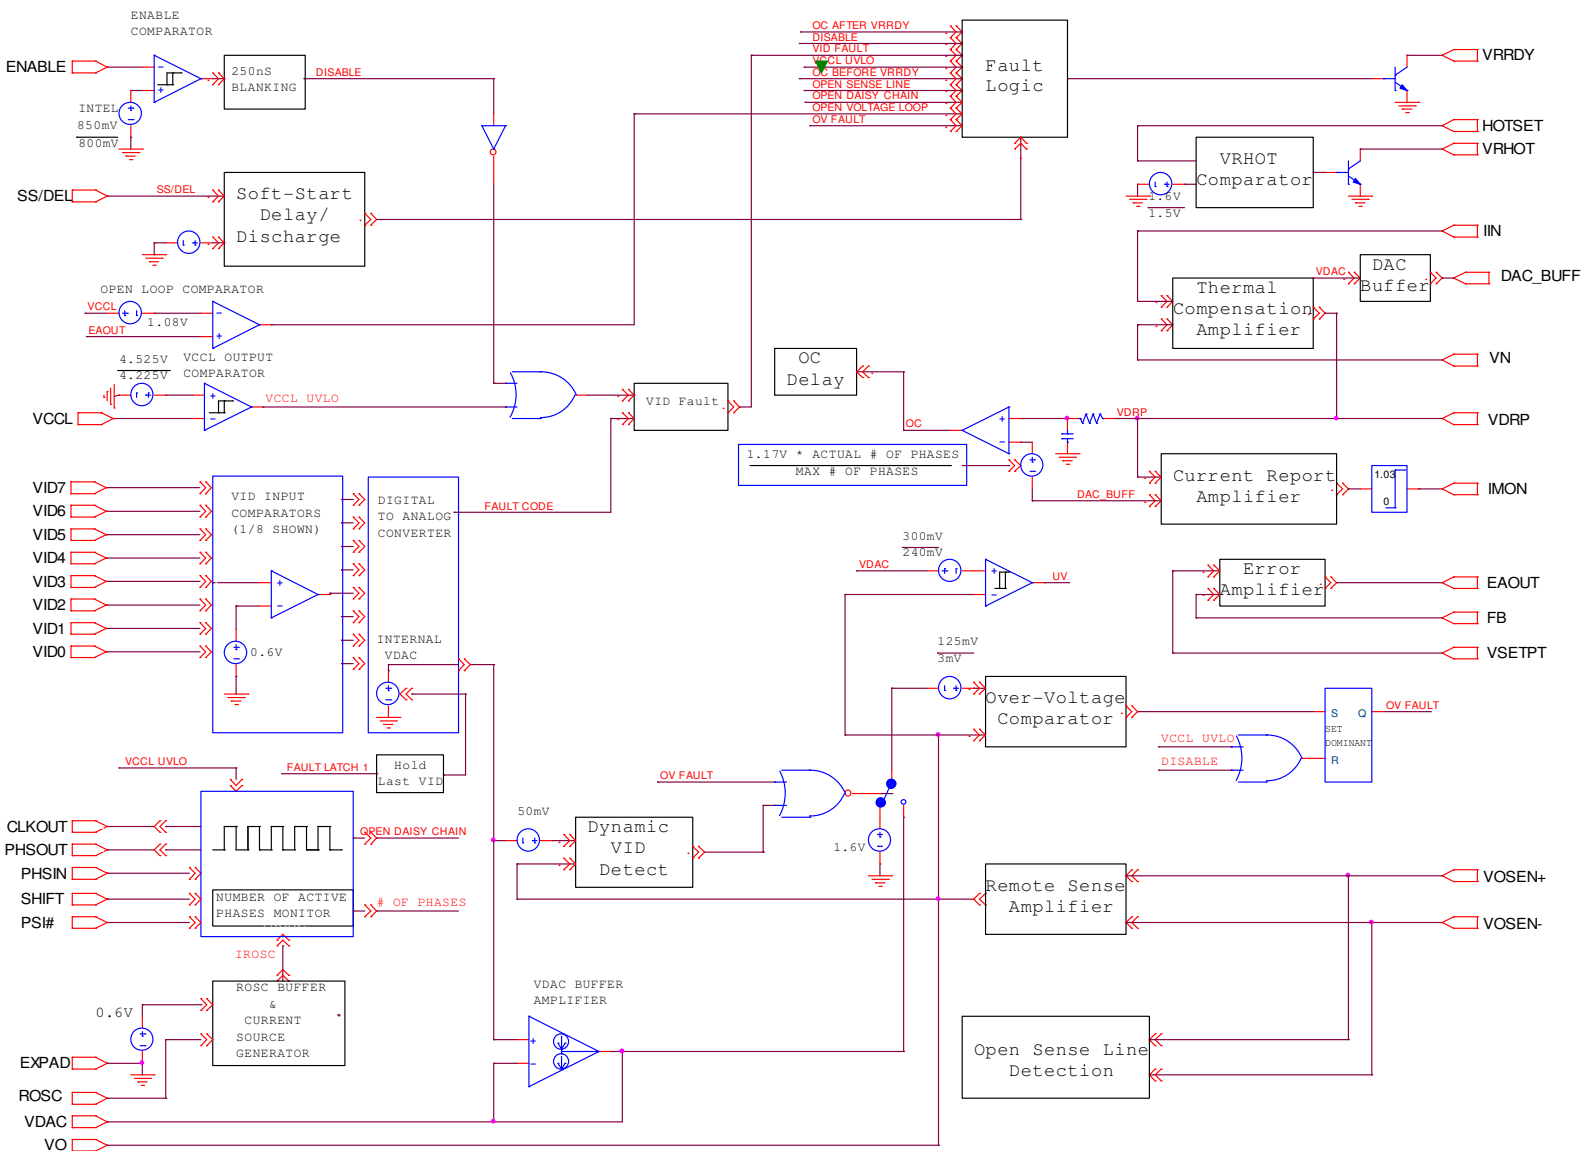 ENABLE
COMPARATOR
ENABLE
250nS
BLANKING
DISABLE
INTEL
850mV
800mV
OC AFTER VRRDY
DISABLE
VID FAULT
VCCL UVLO
OC BEFORE VRRDY
OPEN SENSE LINE
OPEN DAISY CHAIN
OPEN VOLTAGE LOOP
OV FAULT
Fault
Logic
VRRDY
HOTSET
VRHOT
VRHOT
Comparator
1.6V
1.5V
SS/DEL
SS/DEL
Soft-Start
Delay/
Discharge
IIN
VDAC
DAC
Buffer
DAC_BUFF
Thermal
Compensation
Amplifier
VN
OPEN LOOP COMPARATOR
VCCL
1.08V
EAOUT
4.525V
4.225V
VCCL OUTPUT
COMPARATOR
VCCL UVLO
VCCL
VID Fault
OC
Delay
OC
VDRP
VDRP
1.17V * ACTUAL # OF PHASES
MAX # OF PHASES
DAC_BUFF
Current Report
Amplifier
1.03
0
IMON
VID7
VID6
VID5
VID4
VID3
VID2
VID1
VID0
VID INPUT
COMPARATORS
(1/8 SHOWN)
0.6V
DIGITAL
TO ANALOG
CONVERTER
FAULT CODE
INTERNAL
VDAC
300mV
240mV
VDAC
UV
Error
Amplifier
EAOUT
FB
VSETPT
125mV
3mV
Over-Voltage
Comparator
VCCL UVLO
DISABLE
S
Q
SET
DOMINANT
R
OV FAULT
VCCL UVLO
FAULT LATCH 1
Hold
Last VID
OV FAULT
50mV
Dynamic
VID
Detect
1.6V
CLKOUT
PHSOUT
PHSIN
SHIFT
PSI#
OPEN DAISY CHAIN
NUMBER OF ACTIVE
PHASES MONITOR
# OF PHASES
IROSC
Remote Sense
Amplifier
VOSEN+
VOSEN-
ROSC BUFFER
&
CURRENT
SOURCE
GENERATOR
0.6V
VDAC BUFFER
AMPLIFIER
Open Sense Line
Detection
EXPAD
ROSC
VDAC
VO